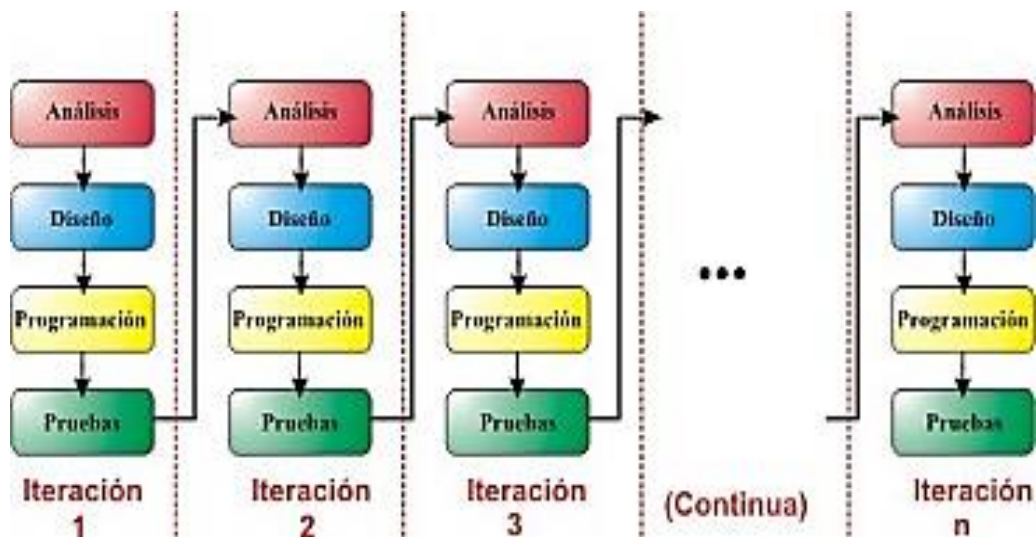 Análisis
Diseño
Programación
Pruebas
Iteración
1
Análisis
Diseño
Programación
Pruebas
Iteración
2
Análisis
Diseño
Programación
Pruebas
Iteración
3
...
(Continua)
Análisis
Diseño
Programación
Pruebas
Iteración
n